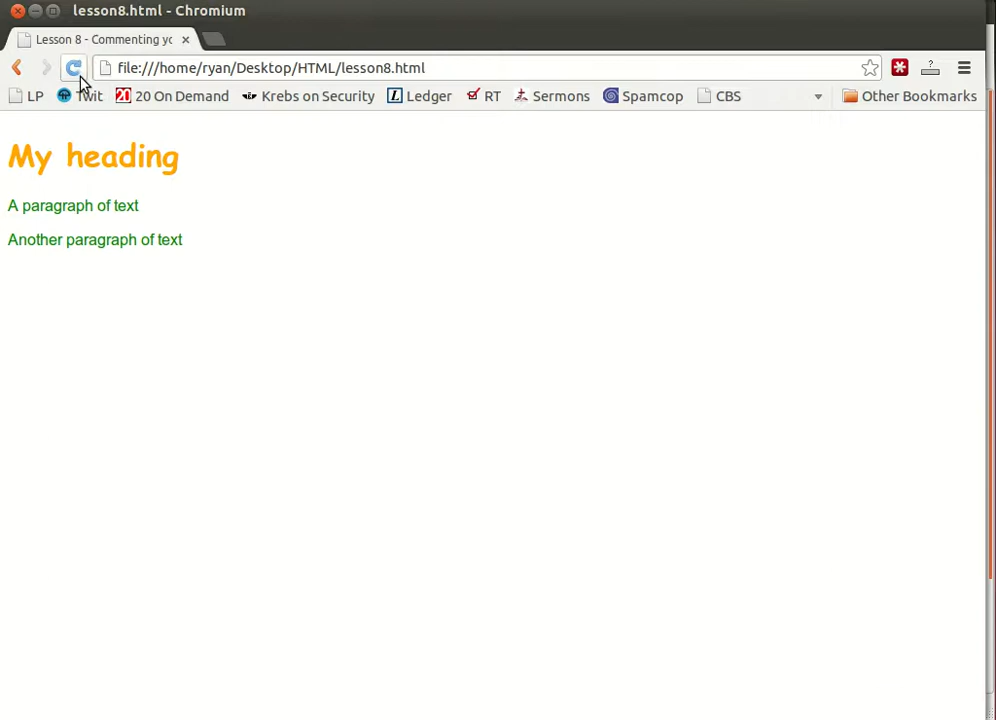 lesson8.html - Chromium
Lesson 8 - Commenting yo
file:///home/ryan/Desktop/HTML/lesson8.html
LP Twit 20 On Demand Krebs on Security Ledger RT Sermons Spamcop CBS Other Bookmarks
My heading
A paragraph of text
Another paragraph of text